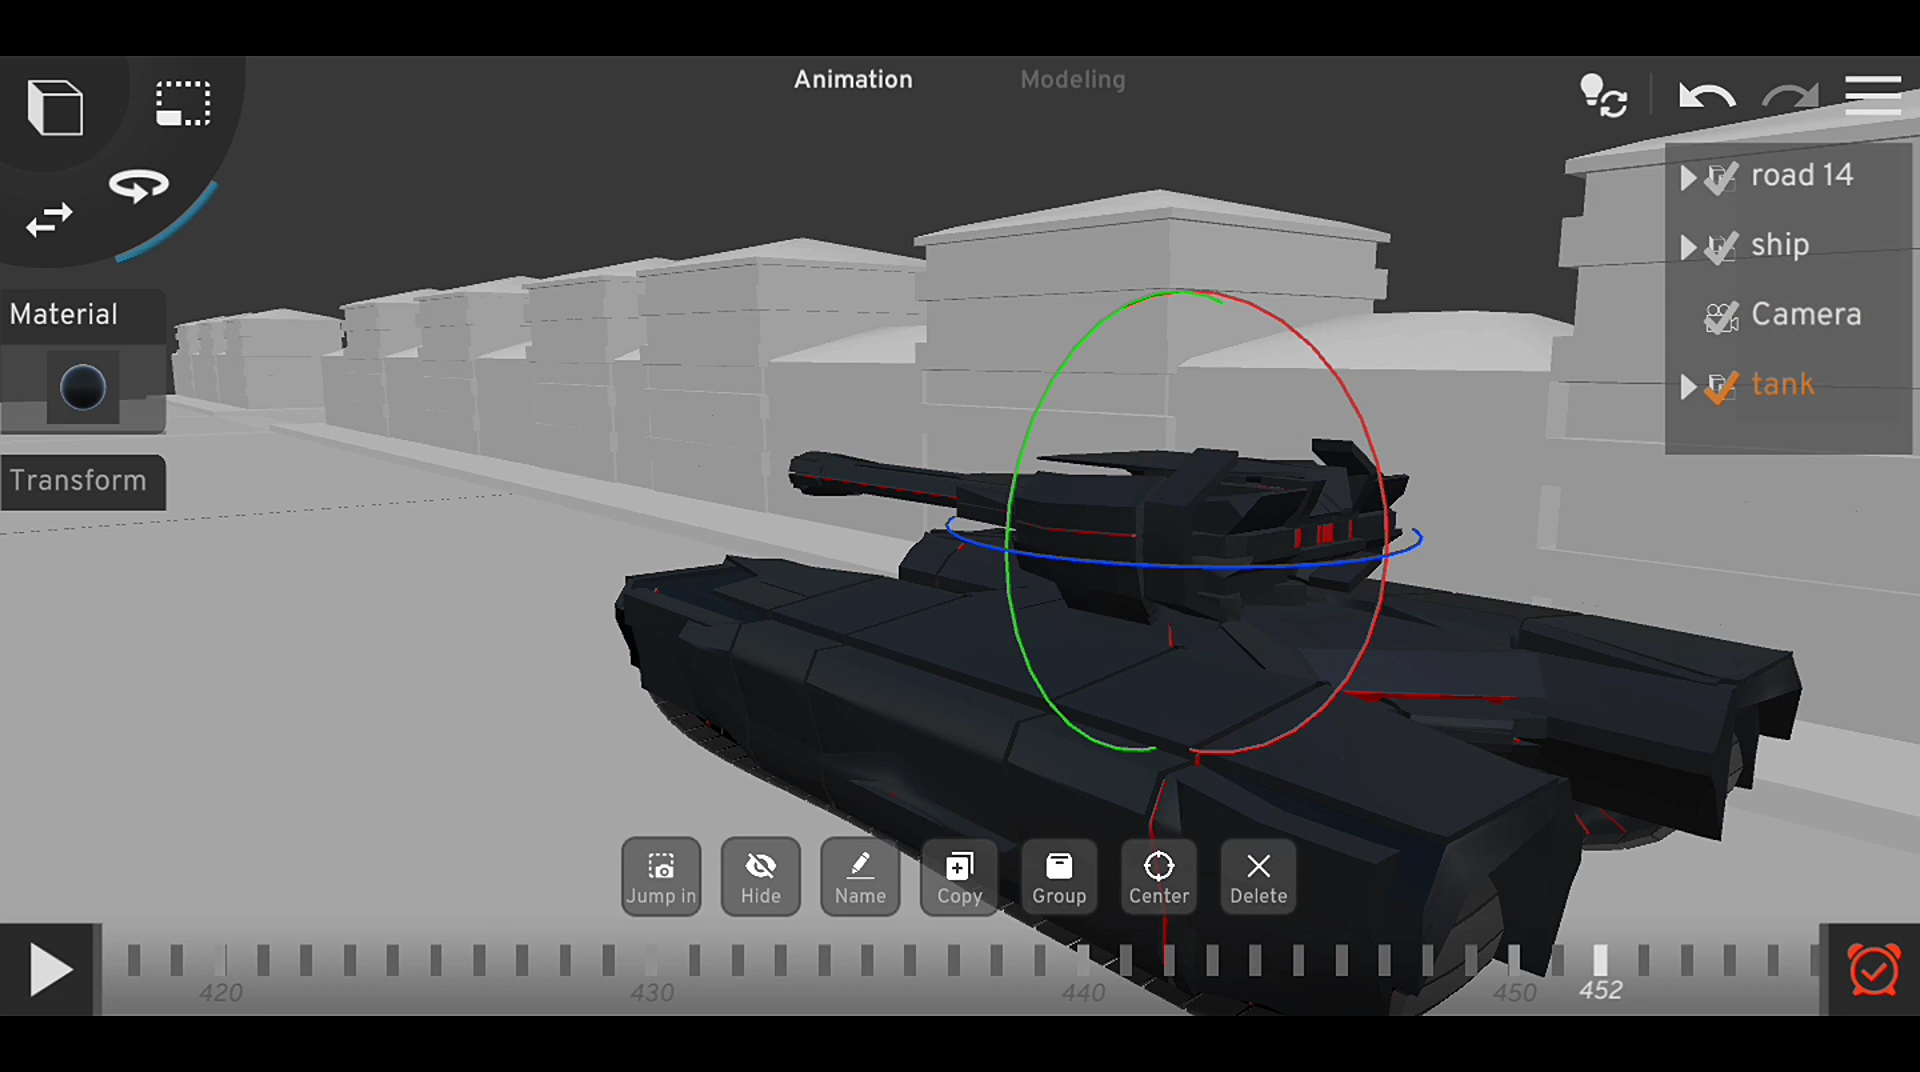 Animation
Modeling
road 14
ship
Camera
tank
Material
Transform
Jump in
Hide
Name
Copy
Group
Center
Delete
420
430
440
450
452